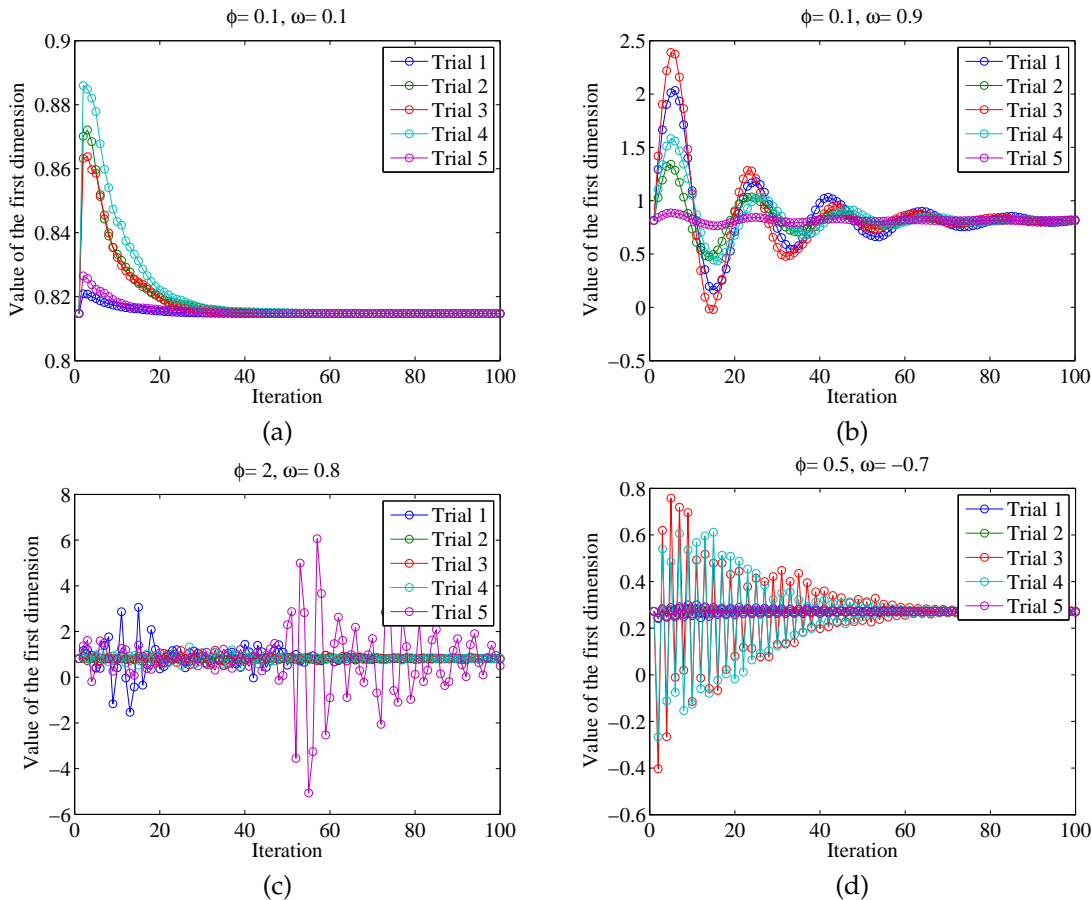 ϕ= 0.1, ω= 0.1
0.9
0.88
0.86
0.84
0.82
0.8
Value of the first dimension
Trial 1
Trial 2
Trial 3
Trial 4
Trial 5
0 20 40 60 80 100
Iteration
(a)
ϕ= 0.1, ω= 0.9
2.5
2
1.5
1
0.5
0
−0.5
Value of the first dimension
Trial 1
Trial 2
Trial 3
Trial 4
Trial 5
0 20 40 60 80 100
Iteration
(b)
ϕ= 2, ω= 0.8
8
6
4
2
0
−2
−4
−6
Value of the first dimension
Trial 1
Trial 2
Trial 3
Trial 4
Trial 5
0 20 40 60 80 100
Iteration
(c)
ϕ= 0.5, ω= −0.7
0.8
0.6
0.4
0.2
0
−0.2
−0.4
−0.6
Value of the first dimension
Trial 1
Trial 2
Trial 3
Trial 4
Trial 5
0 20 40 60 80 100
Iteration
(d)